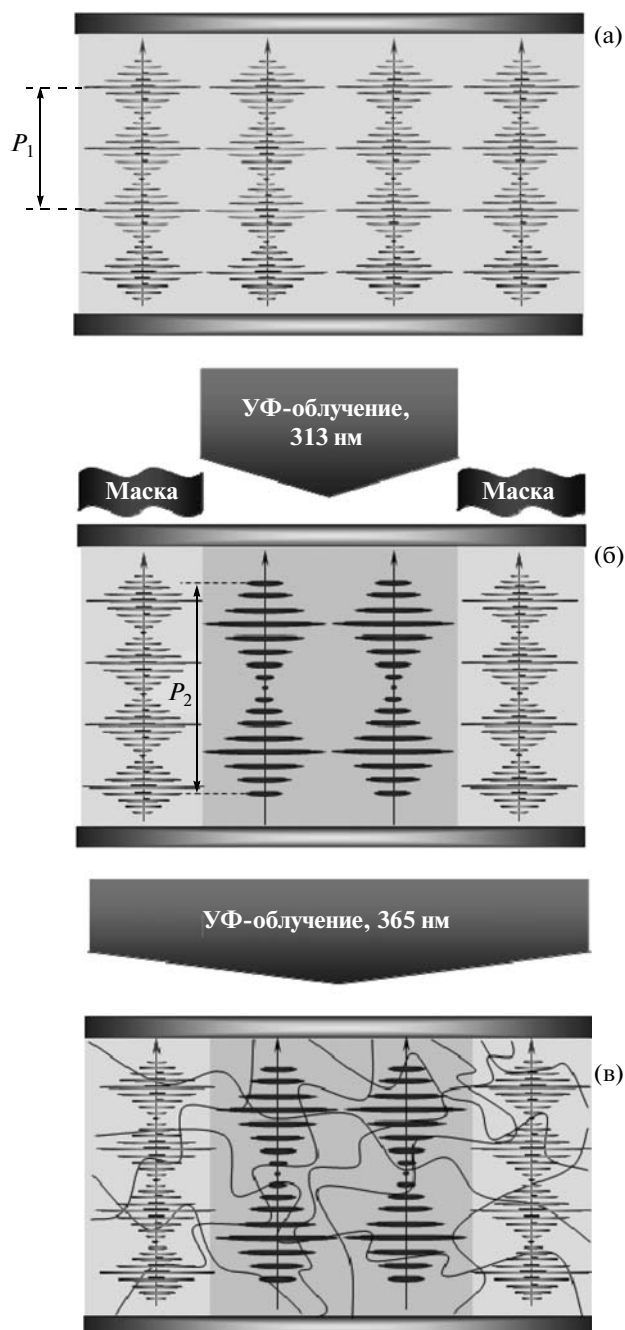 (а)
P1
УФ-облучение,
313 нм
Маска
Маска
(б)
P2
УФ-облучение, 365 нм
(в)